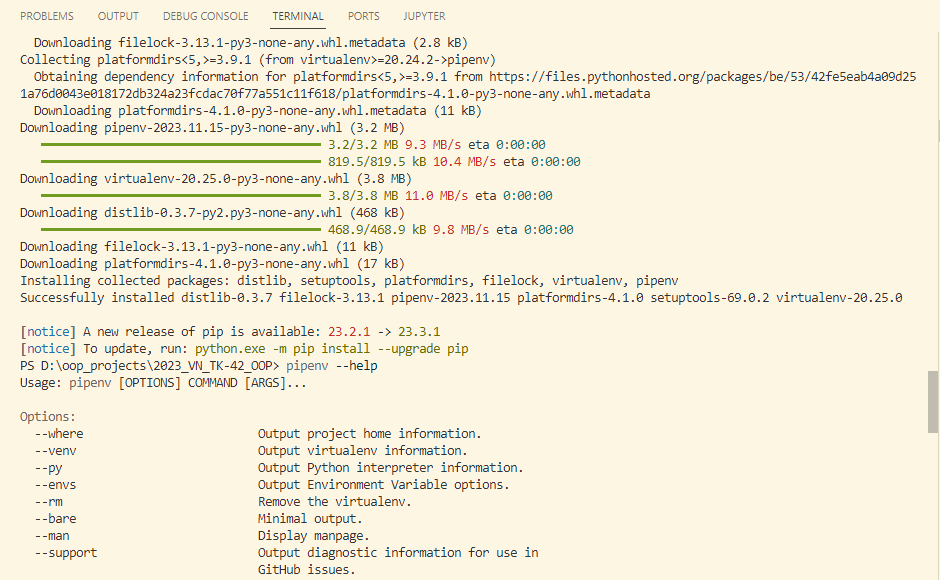 PROBLEMS OUTPUT DEBUG CONSOLE TERMINAL PORTS JUPYTER
Downloading filelock-3.13.1-py3-none-any.whl.metadata (2.8 kB)
Collecting platformdirs<5,>=3.9.1 (from virtualenv>=20.24.2->pipenv)
Obtaining dependency information for platformdirs<5,>=3.9.1 from https://files.pythonhosted.org/packages/be/53/42fe5eab4a09d25
1a76d0043e018172db324a23fcdac70f77a551c11f618/platformdirs-4.1.0-py3-none-any.whl.metadata
Downloading platformdirs-4.1.0-py3-none-any.whl.metadata (11 kB)
Downloading pipenv-2023.11.15-py3-none-any.whl (3.2 MB)
3.2/3.2 MB 9.3 MB/s eta 0:00:00
819.5/819.5 kB 10.4 MB/s eta 0:00:00
Downloading virtualenv-20.25.0-py3-none-any.whl (3.8 MB)
3.8/3.8 MB 11.0 MB/s eta 0:00:00
Downloading distlib-0.3.7-py2.py3-none-any.whl (468 kB)
468.9/468.9 kB 9.8 MB/s eta 0:00:00
Downloading filelock-3.13.1-py3-none-any.whl (11 kB)
Downloading platformdirs-4.1.0-py3-none-any.whl (17 kB)
Installing collected packages: distlib, setuptools, platformdirs, filelock, virtualenv, pipenv
Successfully installed distlib-0.3.7 filelock-3.13.1 pipenv-2023.11.15 platformdirs-4.1.0 setuptools-69.0.2 virtualenv-20.25.0
[notice] A new release of pip is available: 23.2.1 -> 23.3.1
[notice] To update, run: python.exe -m pip install --upgrade pip
PS D:\oop_projects\2023_VN_TK-42_OOP> pipenv --help
Usage: pipenv [OPTIONS] COMMAND [ARGS]...
Options:
--where Output project home information.
--venv Output virtualenv information.
--py Output Python interpreter information.
--envs Output Environment Variable options.
--rm Remove the virtualenv.
--bare Minimal output.
--man Display manpage.
--support Output diagnostic information for use in
GitHub issues.